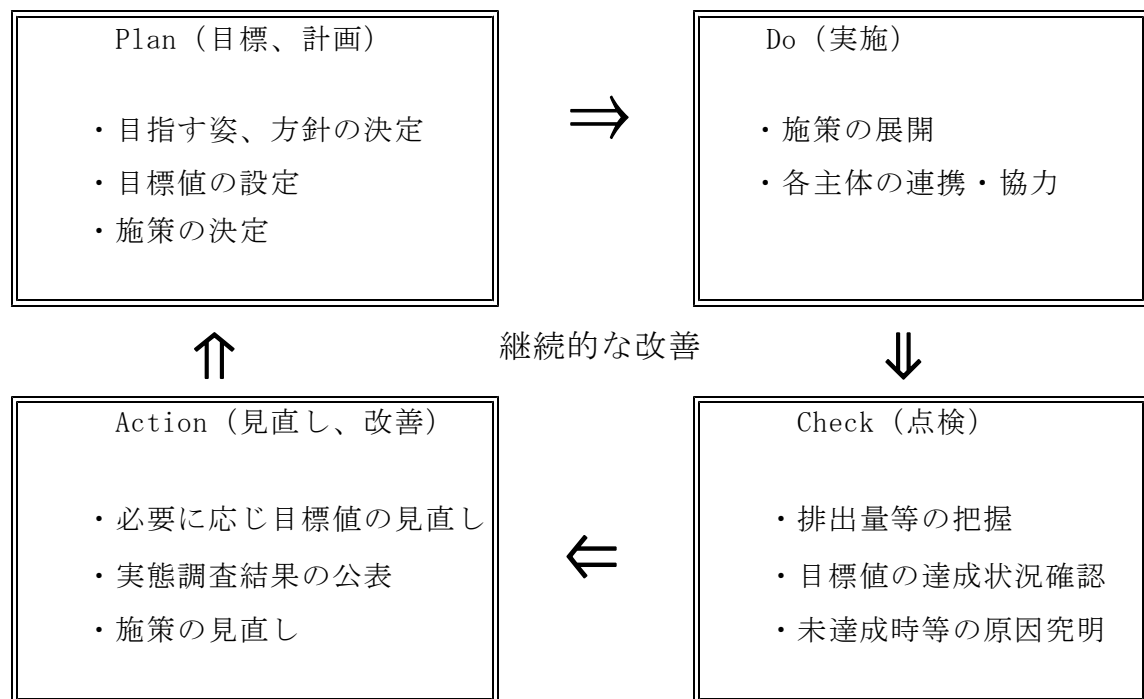 Plan（目標、計画）
・目指す姿、方針の決定
・目標値の設定
・施策の決定
⇒
Do（実施）
・施策の展開
・各主体の連携・協力
⇑
継続的な改善
⇓
Action（見直し、改善）
・必要に応じ目標値の見直し
・実態調査結果の公表
・施策の見直し
⇐
Check（点検）
・排出量等の把握
・目標値の達成状況確認
・未達成時等の原因究明